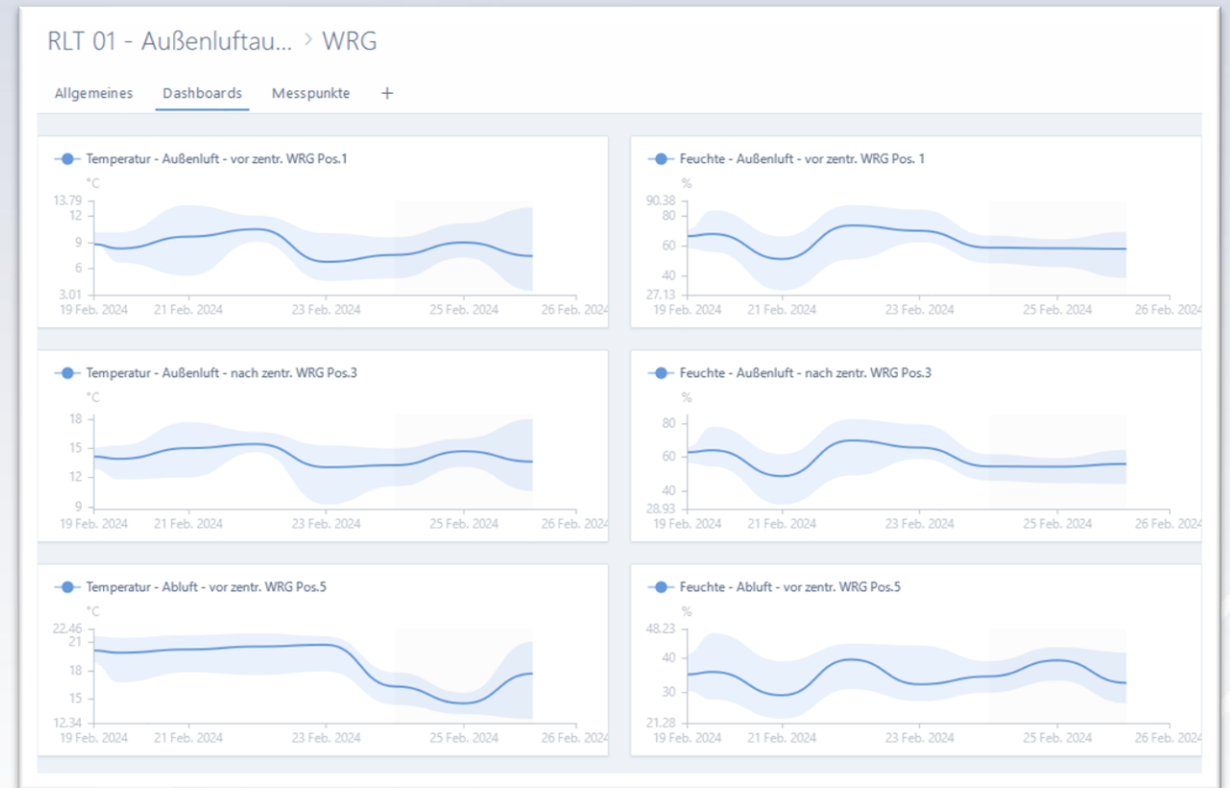 RLT 01 - Außenluftau... > WRG
Allgemeines Dashboards Messpunkte +
Temperatur - Außenluft - vor zentr. WRG Pos.1
°C
13.79
12
9
6
3.01
19 Feb. 2024 21 Feb. 2024 23 Feb. 2024 25 Feb. 2024 26 Feb. 2024
Feuchte - Außenluft - vor zentr. WRG Pos. 1
%
90.38
80
60
40
27.13
19 Feb. 2024 21 Feb. 2024 23 Feb. 2024 25 Feb. 2024 26 Feb. 2024
Temperatur - Außenluft - nach zentr. WRG Pos.3
°C
18
15
12
9
19 Feb. 2024 21 Feb. 2024 23 Feb. 2024 25 Feb. 2024 26 Feb. 2024
Feuchte - Außenluft - nach zentr. WRG Pos.3
%
80
60
40
28.93
19 Feb. 2024 21 Feb. 2024 23 Feb. 2024 25 Feb. 2024 26 Feb. 2024
Temperatur - Abluft - vor zentr. WRG Pos.5
°C
22.46
21
18
15
12.34
19 Feb. 2024 21 Feb. 2024 23 Feb. 2024 25 Feb. 2024 26 Feb. 2024
Feuchte - Abluft - vor zentr. WRG Pos.5
%
48.23
40
30
21.28
19 Feb. 2024 21 Feb. 2024 23 Feb. 2024 25 Feb. 2024 26 Feb. 2024